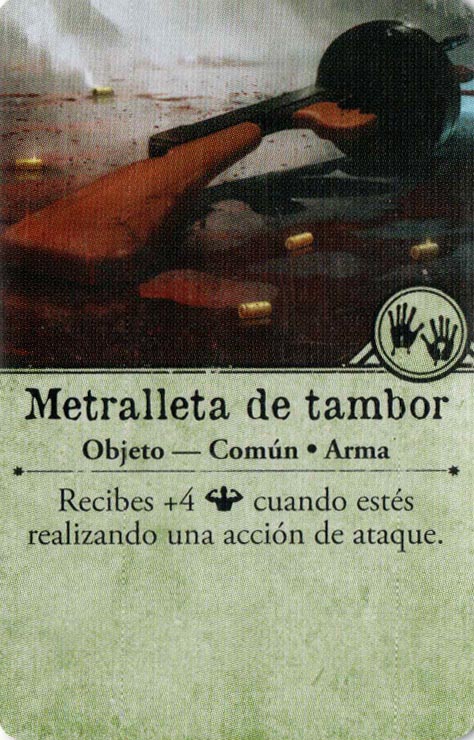 Metralleta de tambor
Objeto — Común • Arma
Recibes +4 cuando estés
realizando una acción de ataque.